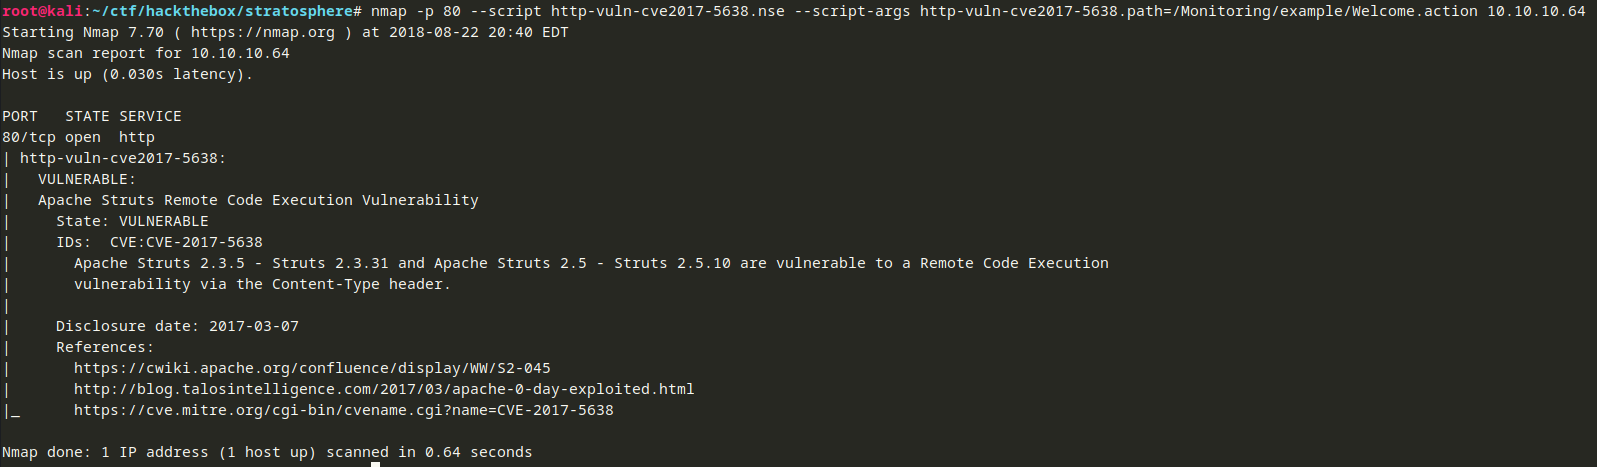 root@kali:~/ctf/hackthebox/stratosphere# nmap -p 80 --script http-vuln-cve2017-5638.nse --script-args http-vuln-cve2017-5638.path=/Monitoring/example/Welcome.action 10.10.10.64
Starting Nmap 7.70 ( https://nmap.org ) at 2018-08-22 20:40 EDT
Nmap scan report for 10.10.10.64
Host is up (0.030s latency).

PORT   STATE SERVICE
80/tcp open  http
| http-vuln-cve2017-5638:
|   VULNERABLE:
|   Apache Struts Remote Code Execution Vulnerability
|     State: VULNERABLE
|     IDs:  CVE:CVE-2017-5638
|       Apache Struts 2.3.5 - Struts 2.3.31 and Apache Struts 2.5 - Struts 2.5.10 are vulnerable to a Remote Code Execution
|       vulnerability via the Content-Type header.
|
|     Disclosure date: 2017-03-07
|     References:
|       https://cwiki.apache.org/confluence/display/WW/S2-045
|       http://blog.talosintelligence.com/2017/03/apache-0-day-exploited.html
|_      https://cve.mitre.org/cgi-bin/cvename.cgi?name=CVE-2017-5638

Nmap done: 1 IP address (1 host up) scanned in 0.64 seconds